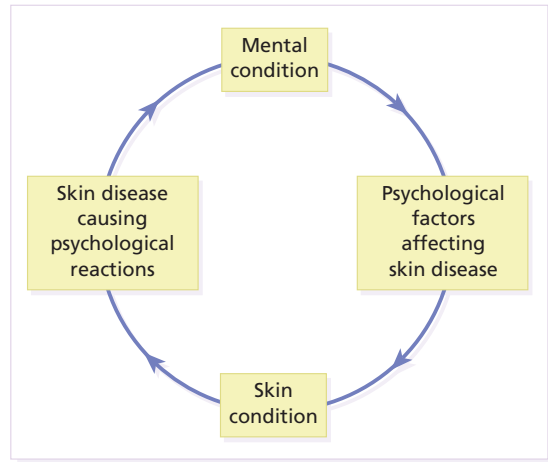 Mental
condition
Skin disease
causing
psychological
reactions
Psychological
factors
affecting
skin disease
Skin
condition